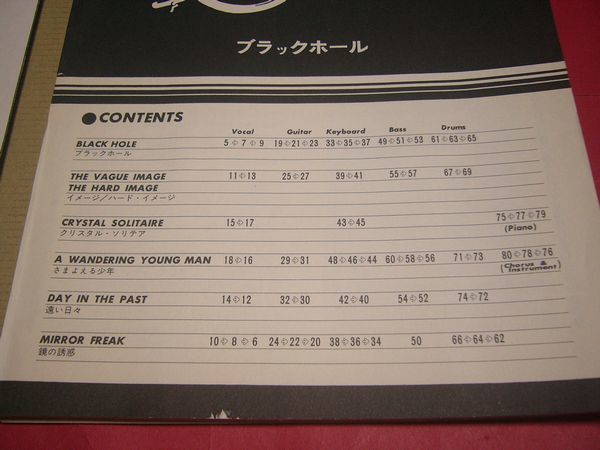 ブラックホール
●CONTENTS
Vocal Guitar Keyboard Bass Drums
BLACK HOLE 5⇨7⇨9 19⇨21⇨23 33⇨35⇨37 49⇨51⇨53 61⇨63⇨65
ブラックホール
THE VAGUE IMAGE 11⇨13 25⇨27 39⇨41 55⇨57 67⇨69
THE HARD IMAGE
イメージ/ハード・イメージ
CRYSTAL SOLITAIRE 15⇨17 43⇨45 75⇨77⇨79
クリスタル・ソリテア (Piano)
A WANDERING YOUNG MAN 18⇨16 29⇨31 48⇨46⇨44 60⇨58⇨56 71⇨73 80⇨78⇨76
さまよえる少年 (Chorus & Instrument)
DAY IN THE PAST 14⇨12 32⇨30 42⇨40 54⇨52 74⇨72
遠い日々
MIRROR FREAK 10⇨8⇨6 24⇨22⇨20 38⇨36⇨34 50 66⇨64⇨62
鏡の誘惑